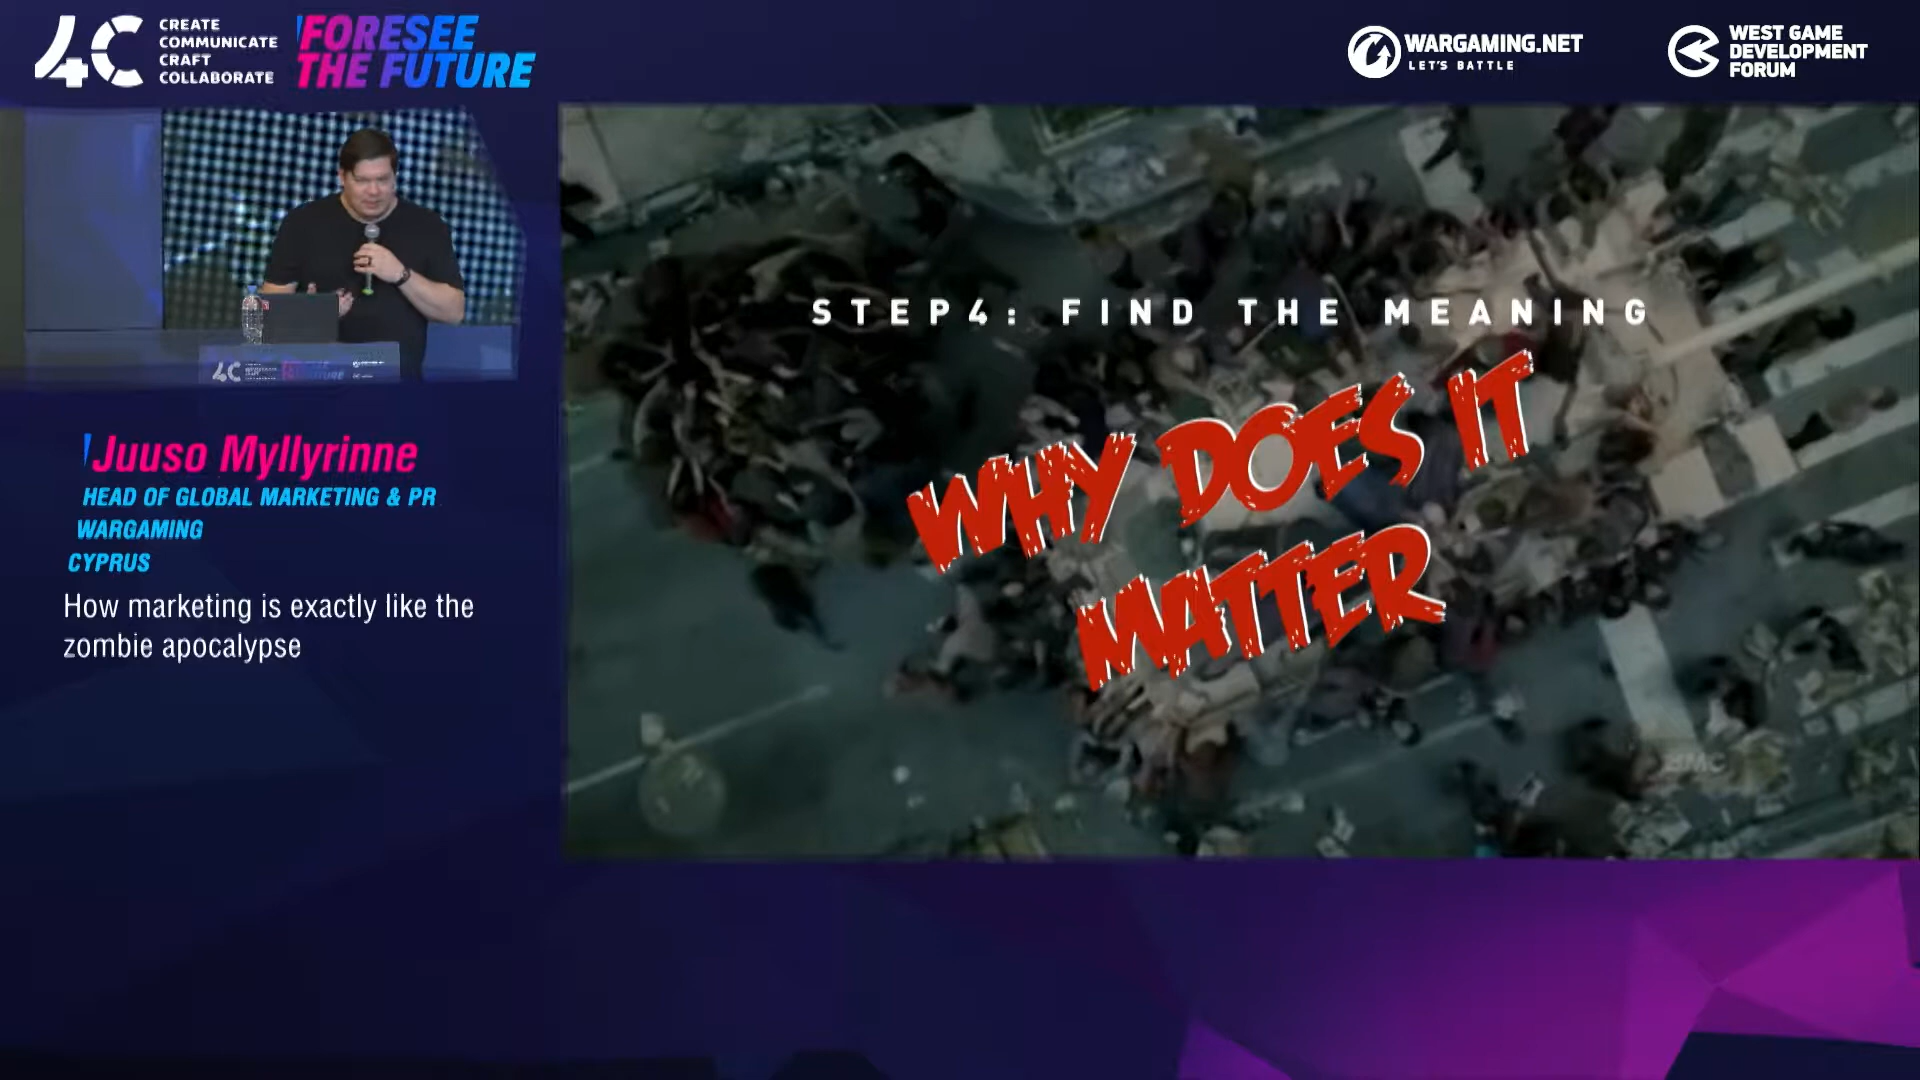 4C
CREATE
COMMUNICATE
CRAFT
COLLABORATE
FORESEE
THE FUTURE
WARGAMING.NET
LET'S BATTLE
WEST GAME
DEVELOPMENT
FORUM
STEP4: FIND THE MEANING
WHY DOES IT
MATTER
AMC
4C
Juuso Myllyrinne
HEAD OF GLOBAL MARKETING & PR
WARGAMING
CYPRUS
How marketing is exactly like the
zombie apocalypse